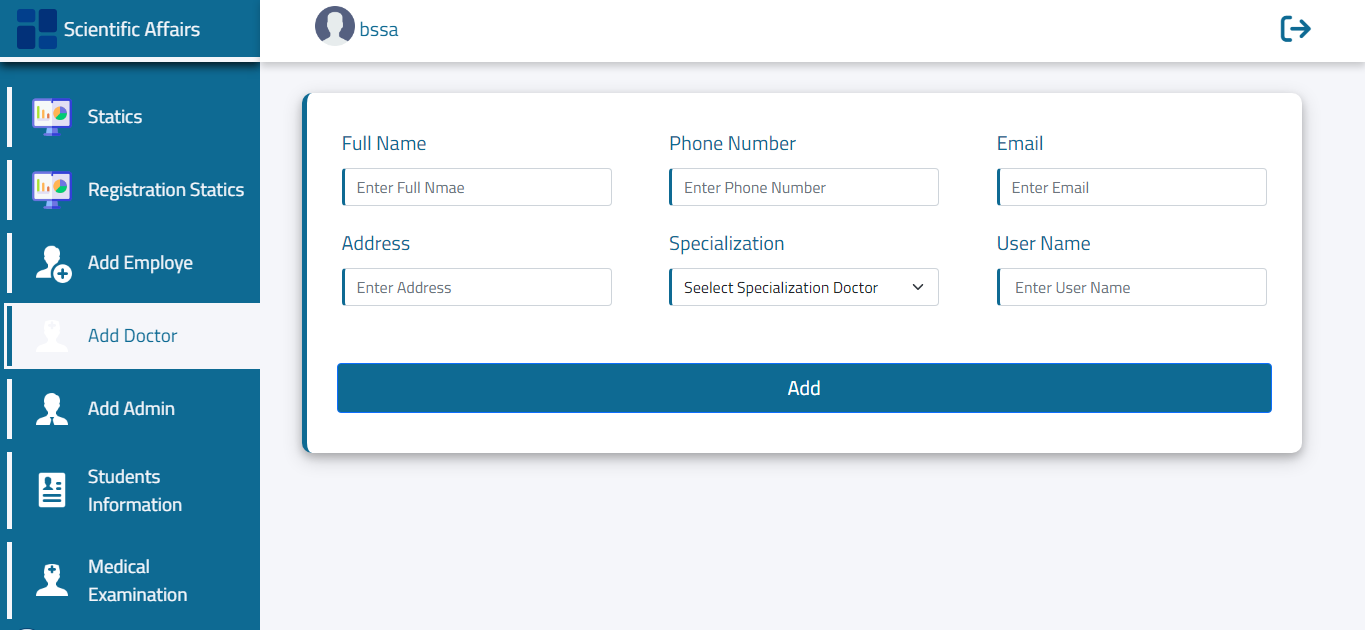 Scientific Affairs
bssa
Statics
Registration Statics
Add Employe
Add Doctor
Add Admin
Students
Information
Medical
Examination
Full Name
Phone Number
Email
Enter Full Nmae
Enter Phone Number
Enter Email
Address
Specialization
User Name
Enter Address
Seelect Specialization Doctor
Enter User Name
Add